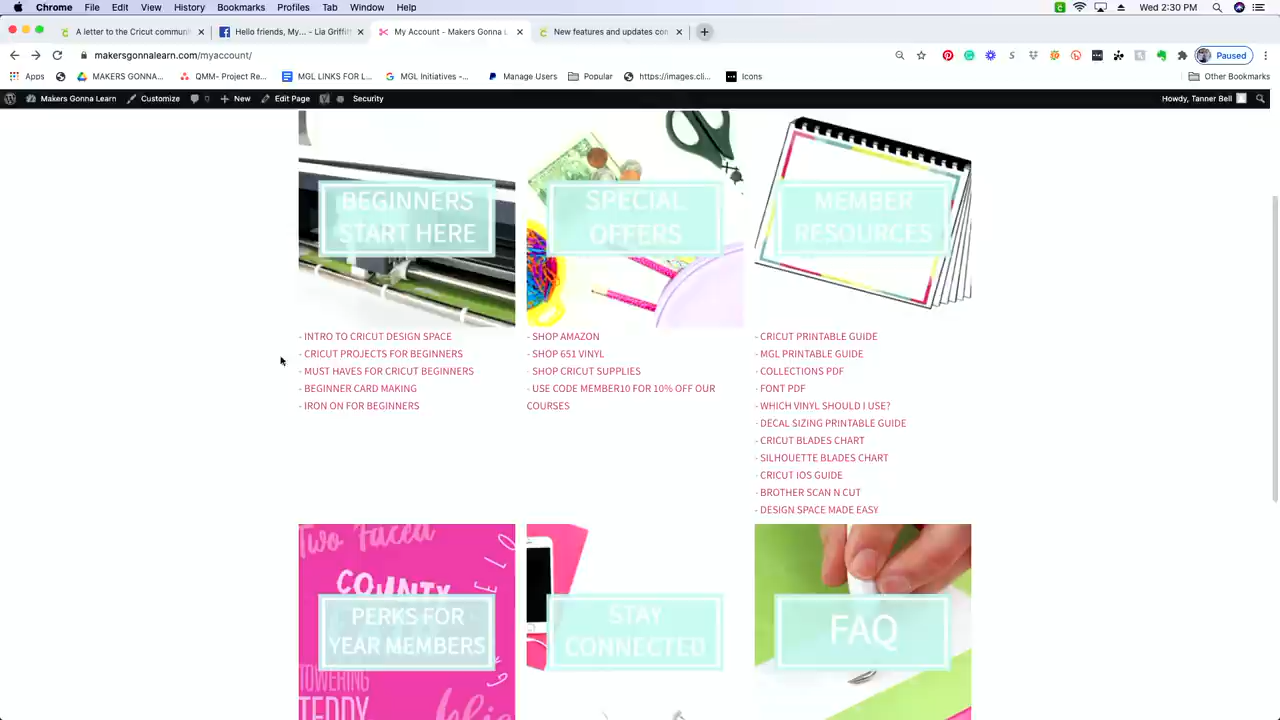 Chrome File Edit View History Bookmarks Profiles Tab Window Help Wed 2:30 PM
A letter to the Cricut commun Hello friends, My... - Lia Griffit My Account - Makers Gonna L New features and updates con
makersgonnalearn.com/myaccount/ Paused
Apps MAKERS GONNA... QMM- Project Re... MGL LINKS FOR L... MGL Initiatives -... Manage Users Popular https://images.cli... Icons Other Bookmarks
Makers Gonna Learn Customize 0 New Edit Page Security Howdy, Tanner Bell
BEGINNERS
START HERE
SPECIAL
OFFERS
MEMBER
RESOURCES
- INTRO TO CRICUT DESIGN SPACE
- CRICUT PROJECTS FOR BEGINNERS
- MUST HAVES FOR CRICUT BEGINNERS
- BEGINNER CARD MAKING
- IRON ON FOR BEGINNERS
- SHOP AMAZON
- SHOP 651 VINYL
- SHOP CRICUT SUPPLIES
- USE CODE MEMBER10 FOR 10% OFF OUR
COURSES
- CRICUT PRINTABLE GUIDE
- MGL PRINTABLE GUIDE
- COLLECTIONS PDF
- FONT PDF
- WHICH VINYL SHOULD I USE?
- DECAL SIZING PRINTABLE GUIDE
- CRICUT BLADES CHART
- SILHOUETTE BLADES CHART
- CRICUT IOS GUIDE
- BROTHER SCAN N CUT
- DESIGN SPACE MADE EASY
Two Faced
COUNTY
PERKS FOR
YEAR MEMBERS
TOWERING
TEDDY
STAY
CONNECTED
FAQ